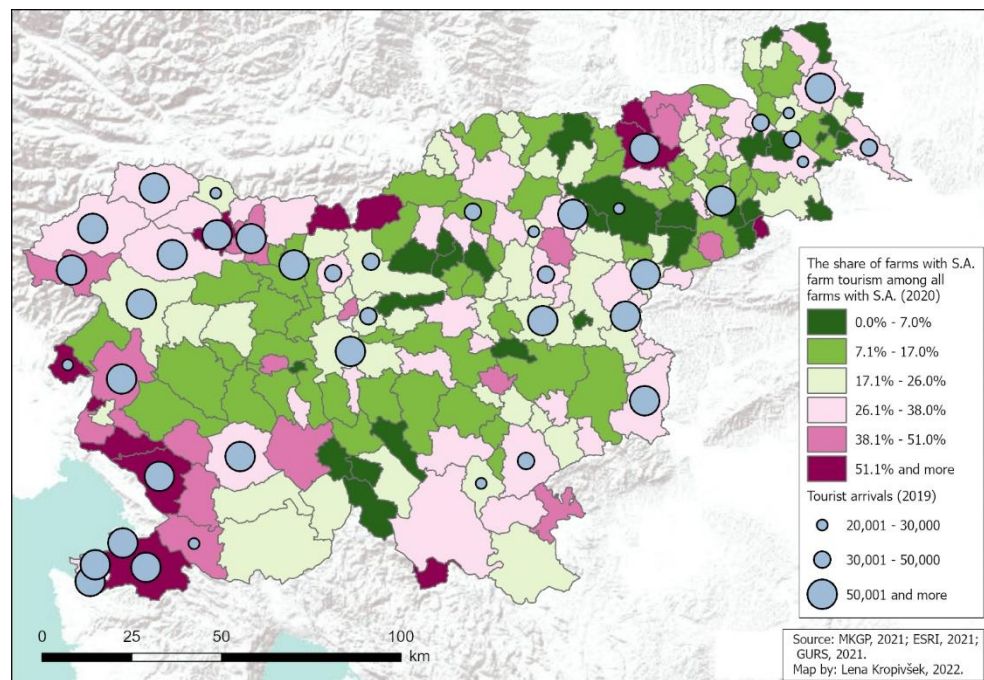 The share of farms with S.A.
farm tourism among all
farms with S.A. (2020)
0.0% - 7.0%
7.1% - 17.0%
17.1% - 26.0%
26.1% - 38.0%
38.1% - 51.0%
51.1% and more
Tourist arrivals (2019)
20,001 - 30,000
30,001 - 50,000
50,001 and more
0 25 50 100
km
Source: MKGP, 2021; ESRI, 2021;
GURS, 2021.
Map by: Lena Kropivšek, 2022.